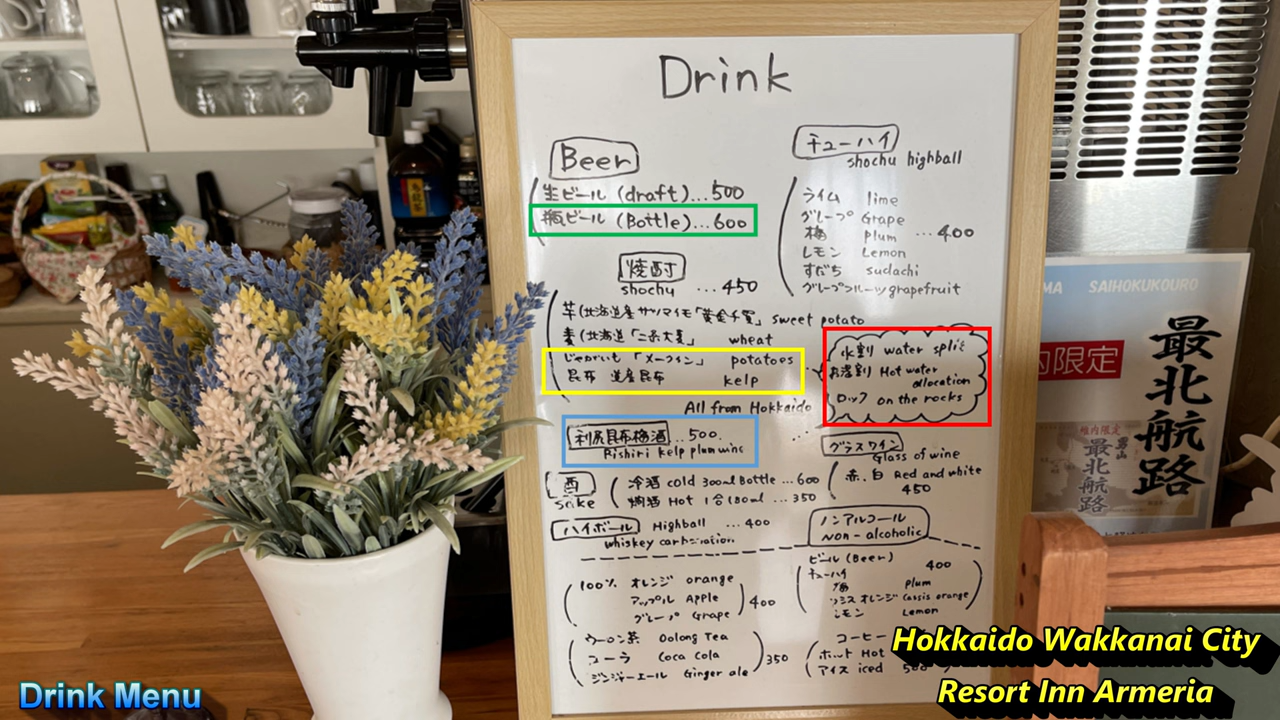 Drink
Beer
生ビール (draft)...500
瓶ビール (Bottle)...600
焼酎
shochu ...450
芋(北海道産サツマイモ「黄金千貫」 sweet potato
麦(北海道「二条大麦」 wheat
じゃがいも「メークイン」 potatoes
昆布 道産昆布 kelp
All from Hokkaido
水割 water split
お湯割 Hot water
allocation
ロック on the rocks
利尻昆布梅酒 ..500.
Rishiri kelp plum wine
酒
sake
冷酒 cold 300ml Bottle ...600
燗酒 Hot 1合180ml ...350
ハイボール Highball ...400
whiskey carbonation
チューハイ
shochu highball
ライム lime
グレープ Grape
梅 plum ...400
レモン Lemon
すだち sudachi
グレープフルーツ grapefruit
グラスワイン
Glass of wine
赤.白 Red and white
450
ノンアルコール
Non-alcoholic
ビール (Beer) 400
チューハイ
梅 plum
カシスオレンジ Cassis orange
レモン Lemon
100% オレンジ orange
アップル Apple
グレープ Grape
400
ウーロン茶 Oolong Tea
コーラ Coca Cola
ジンジャーエール Ginger ale
350
コーヒー
ホット Hot
アイス iced 500
SAIHOKUKOURO
内限定
最北航路
稚内限定
男山
最北航路
Drink Menu
Hokkaido Wakkanai City
Resort Inn Armeria